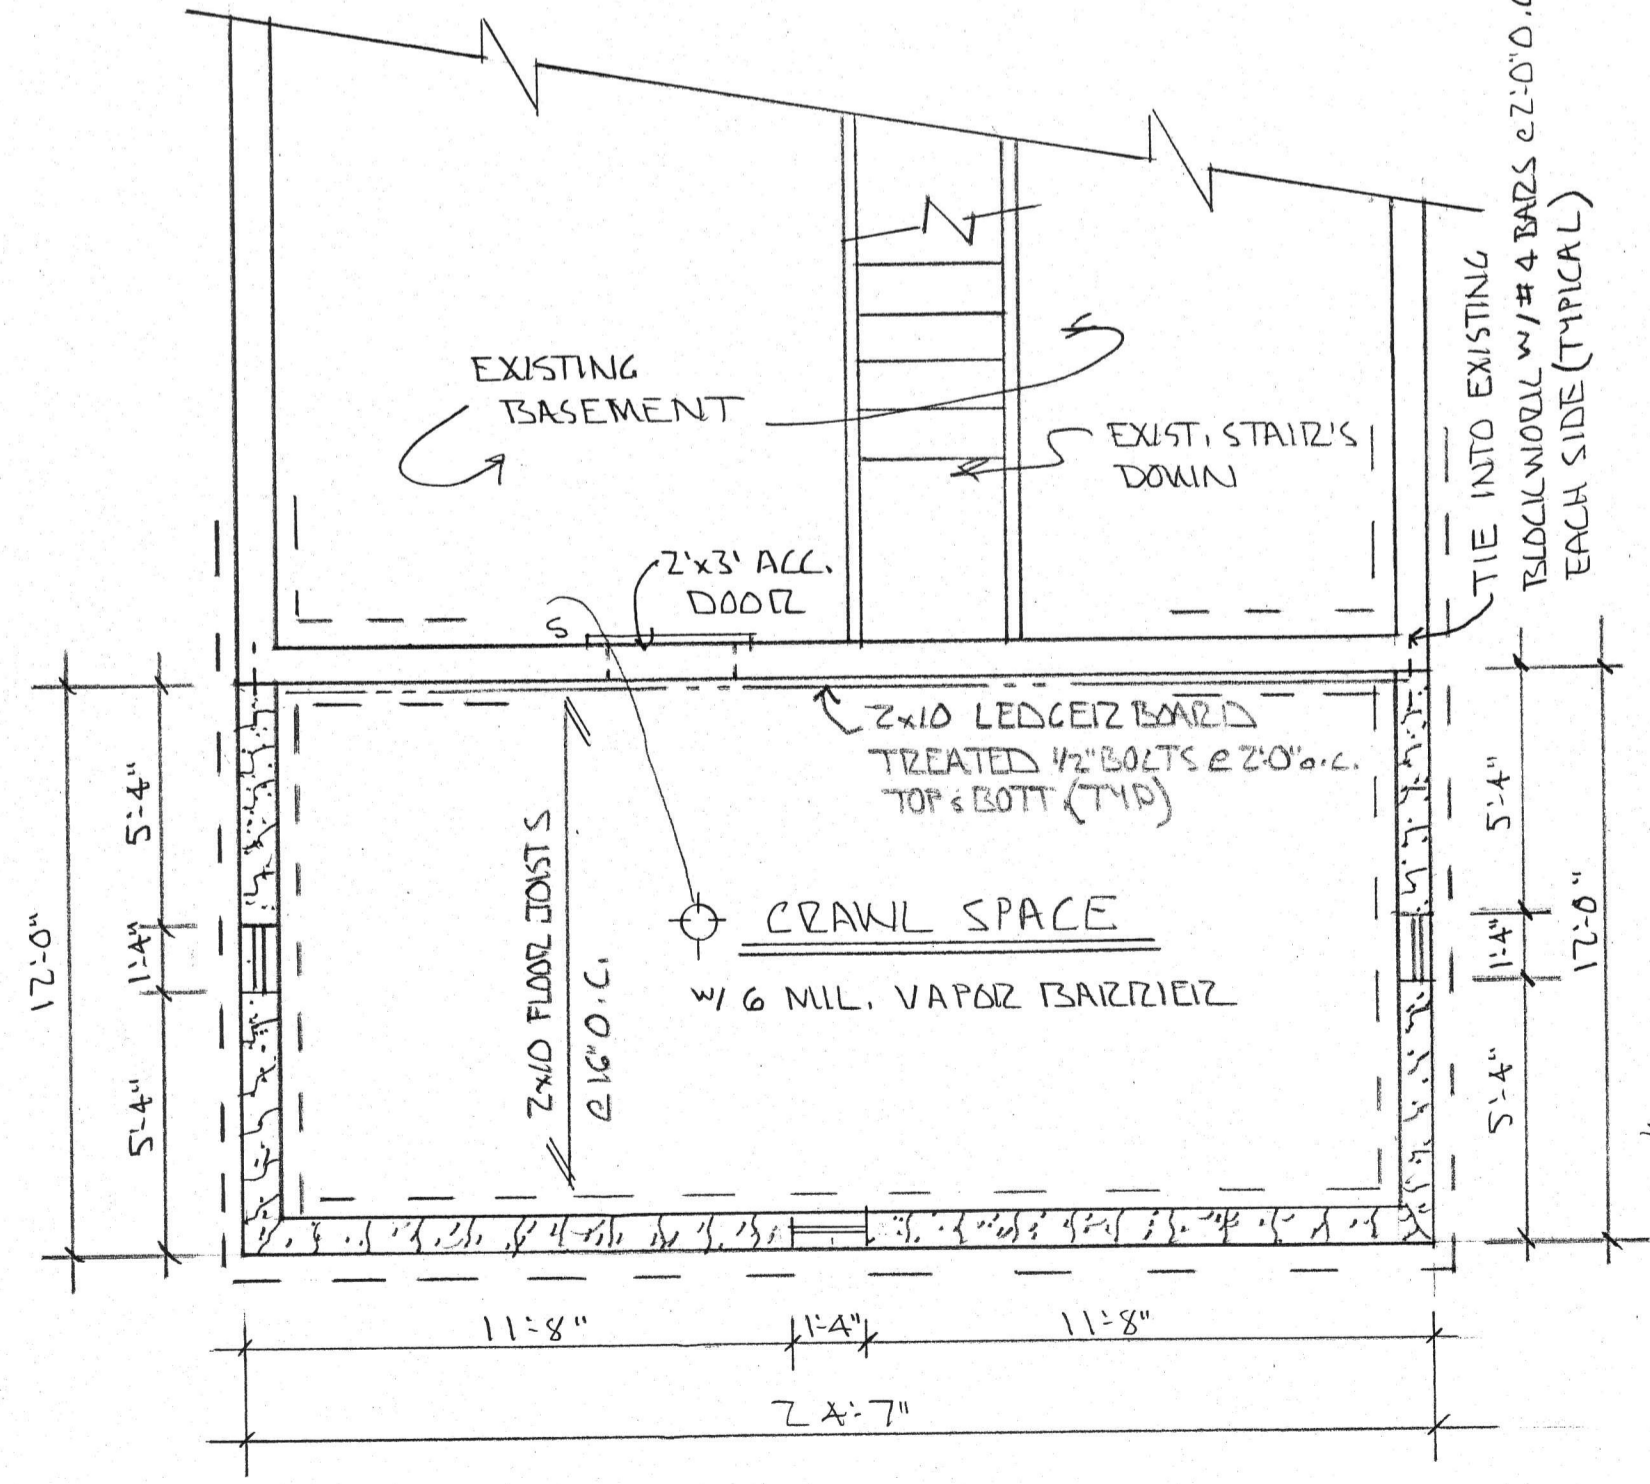 TIE INTO EXISTING
BLOCKWORK W/ #4 BARS @ 2'-0" O.C
EACH SIDE (TYPICAL)
EXISTING
BASEMENT
EXIST. STAIR'S
DOWN
2'x3' ACC.
DOOR
S
2x10 LEDGER BOARD
TREATED 1/2" BOLTS @ 2'0" o.c.
TOP & BOTT (TYP)
2x10 FLOOR JOISTS
@ 16" O.C.
CRAWL SPACE
W/ 6 MIL. VAPOR BARRIER
12'-0"
5'-4"
1'-4"
5'-4"
5'-4"
1'-4"
5'-4"
12'-0"
11'-8"
1'-4"
11'-8"
24'-7"